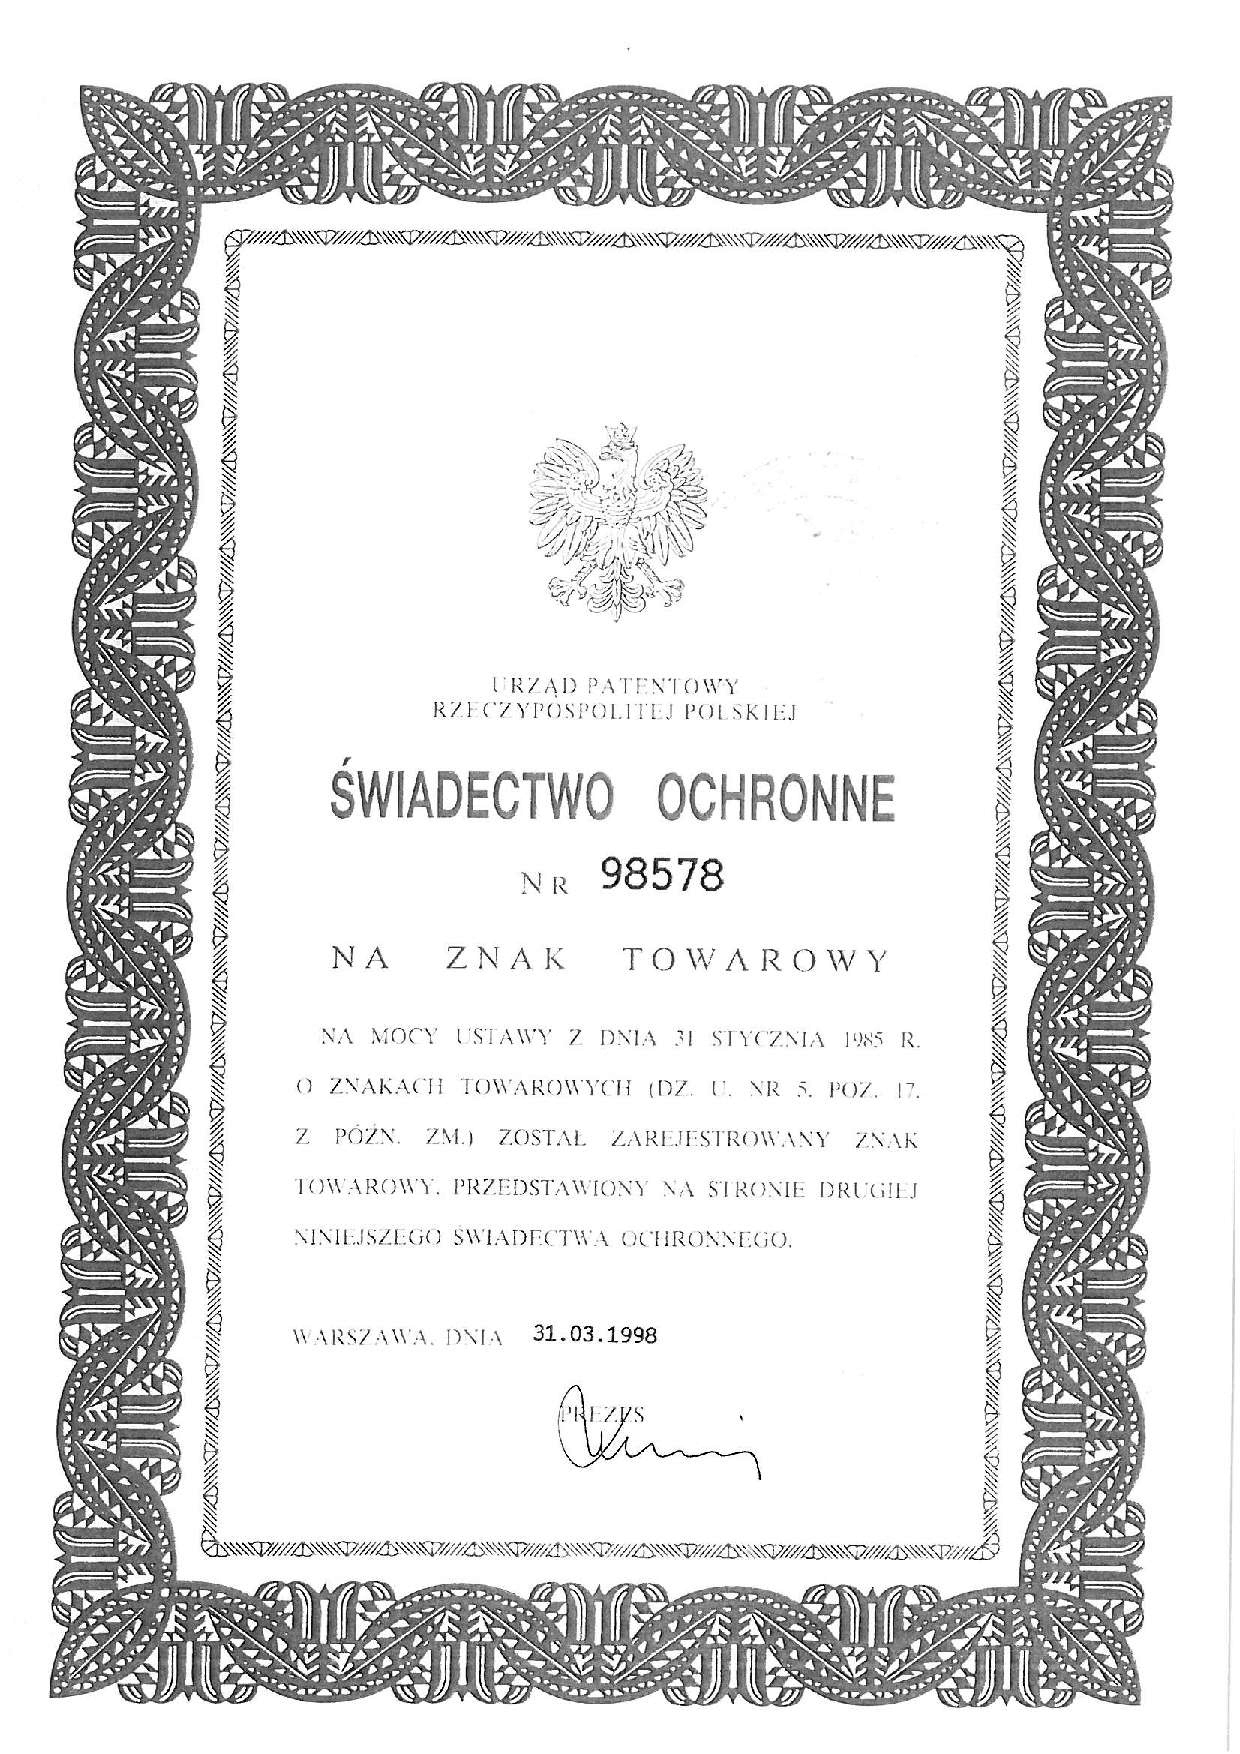 URZĄD PATENTOWY
RZECZYPOSPOLITEJ POLSKIEJ
ŚWIADECTWO OCHRONNE
NR 98578
NA ZNAK TOWAROWY
NA MOCY USTAWY Z DNIA 31 STYCZNIA 1985 R.
O ZNAKACH TOWAROWYCH (DZ. U. NR 5, POZ. 17,
Z PÓŹN. ZM.) ZOSTAŁ ZAREJESTROWANY ZNAK
TOWAROWY, PRZEDSTAWIONY NA STRONIE DRUGIEJ
NINIEJSZEGO ŚWIADECTWA OCHRONNEGO.
WARSZAWA, DNIA 31.03.1998
PREZES